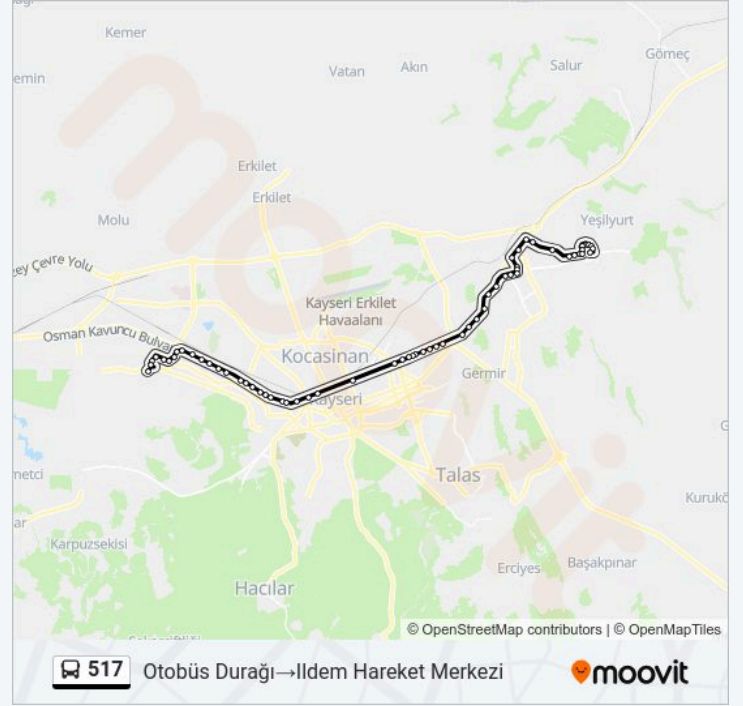 Kemer
Gömeç
Vatan
Akın
Salur
emin
Erkilet
Erkilet
Molu
Yeşilyurt
zey Çevre Yolu
Kayseri Erkilet
Havaalanı
Osman Kavuncu Bulva
Kocasinan
Germir
Kayseri
Talas
metci
Kurukö
ar
Karpuzsekisi
Erciyes
Başakpınar
Hacılar
© OpenStreetMap contributors | © OpenMapTiles
517 Otobüs Durağı→Ildem Hareket Merkezi moovit